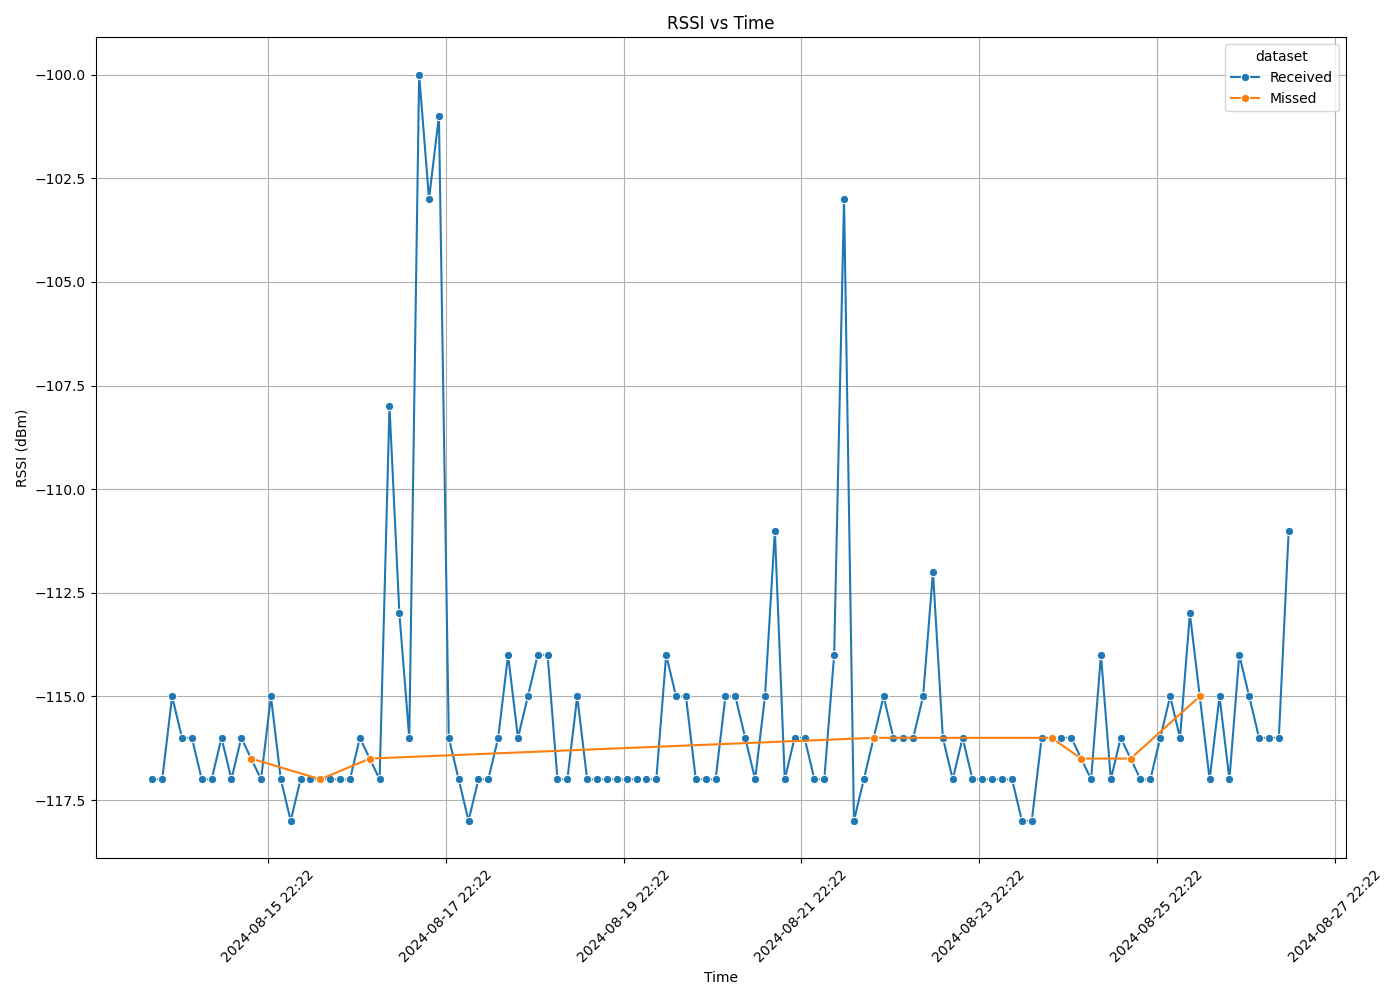 RSSI vs Time
dataset
Received
Missed
−100.0
−102.5
−105.0
−107.5
−110.0
−112.5
−115.0
−117.5
RSSI (dBm)
2024-08-15 22:22
2024-08-17 22:22
2024-08-19 22:22
2024-08-21 22:22
2024-08-23 22:22
2024-08-25 22:22
2024-08-27 22:22
Time